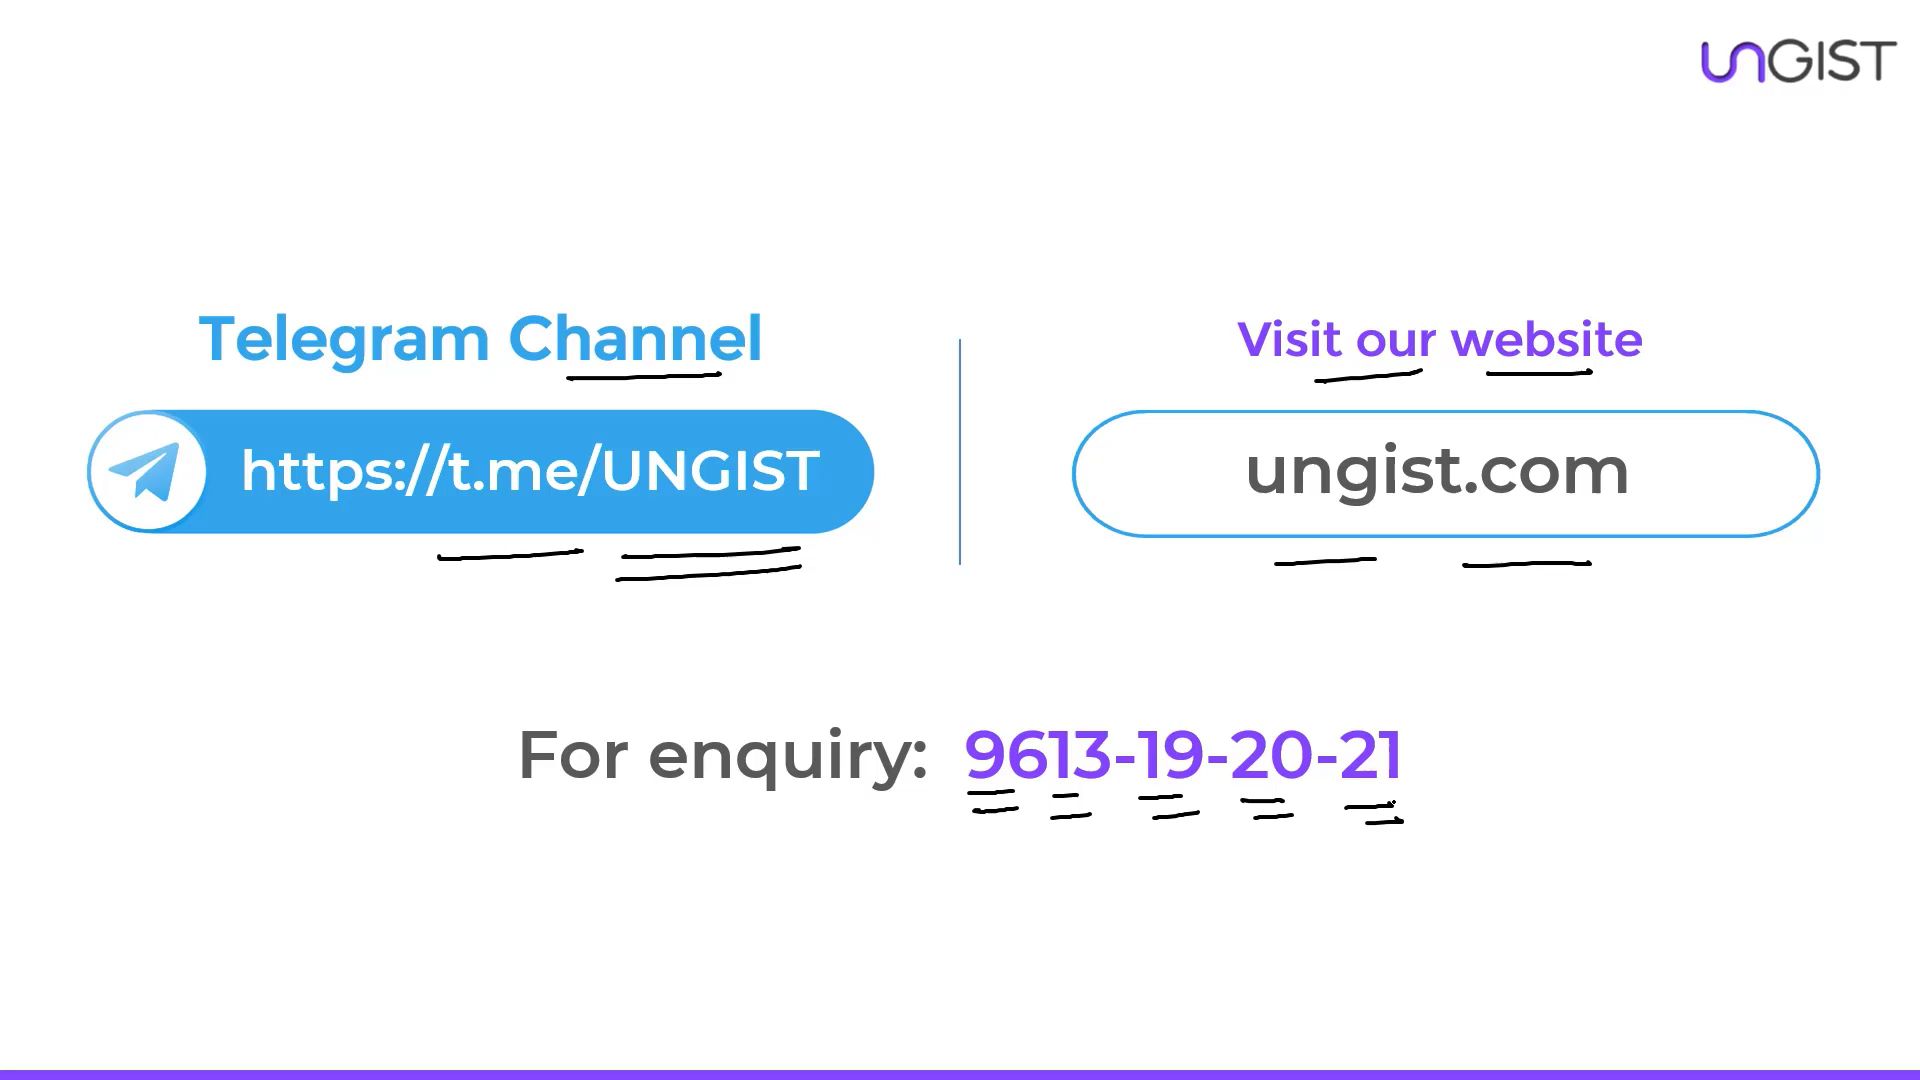 UNGIST
Telegram Channel
https://t.me/UNGIST
Visit our website
ungist.com
For enquiry: 9613-19-20-21